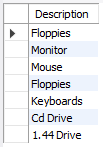 Description
Floppies
Monitor
Mouse
Floppies
Keyboards
Cd Drive
1.44 Drive